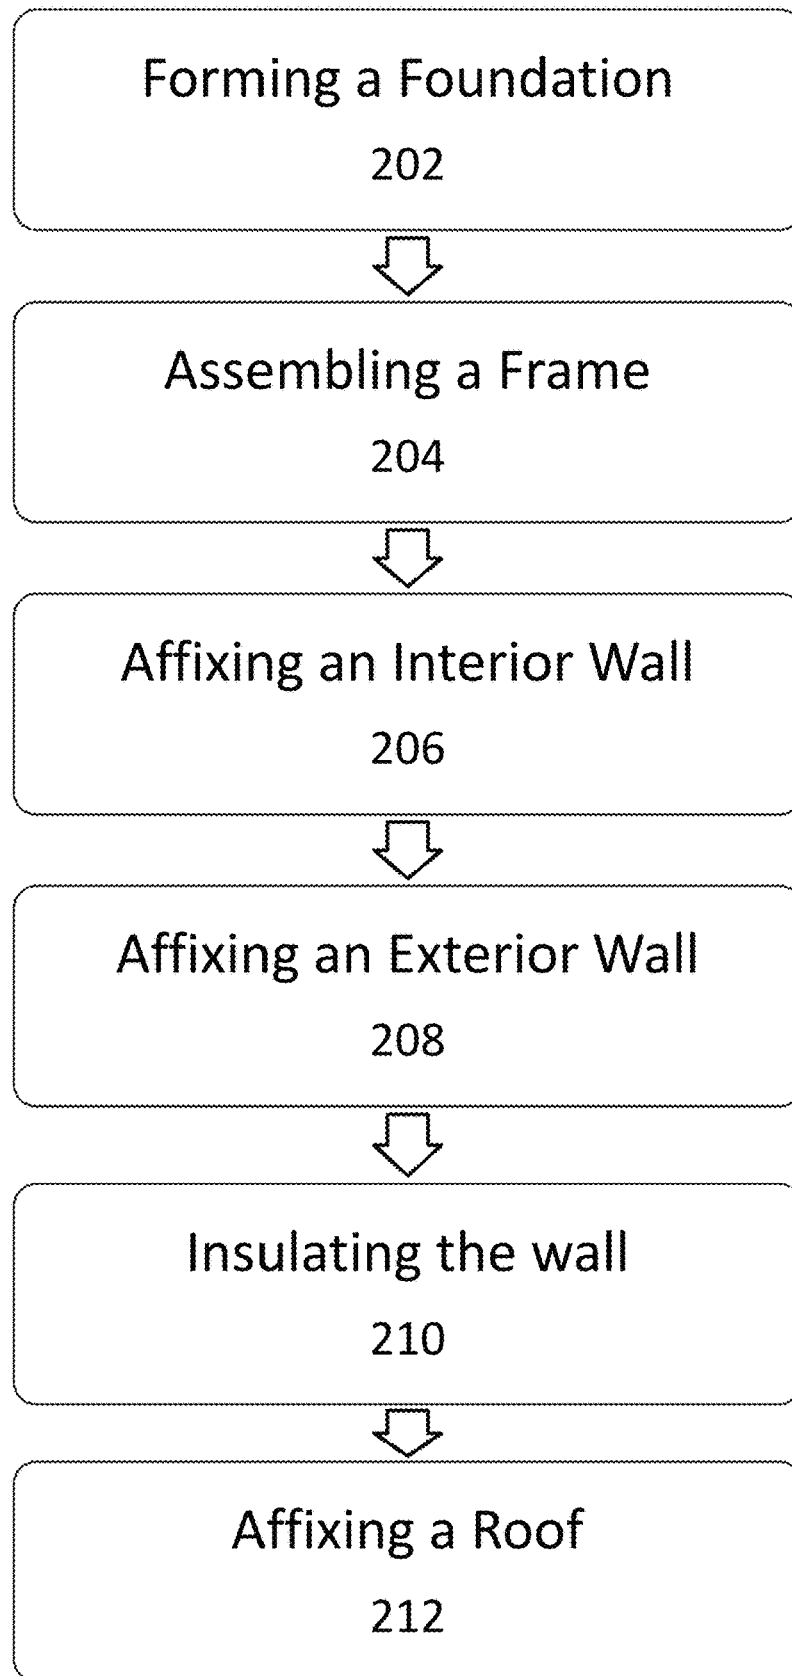 Forming a Foundation
202
Assembling a Frame
204
Affixing an Interior Wall
206
Affixing an Exterior Wall
208
Insulating the wall
210
Affixing a Roof
212